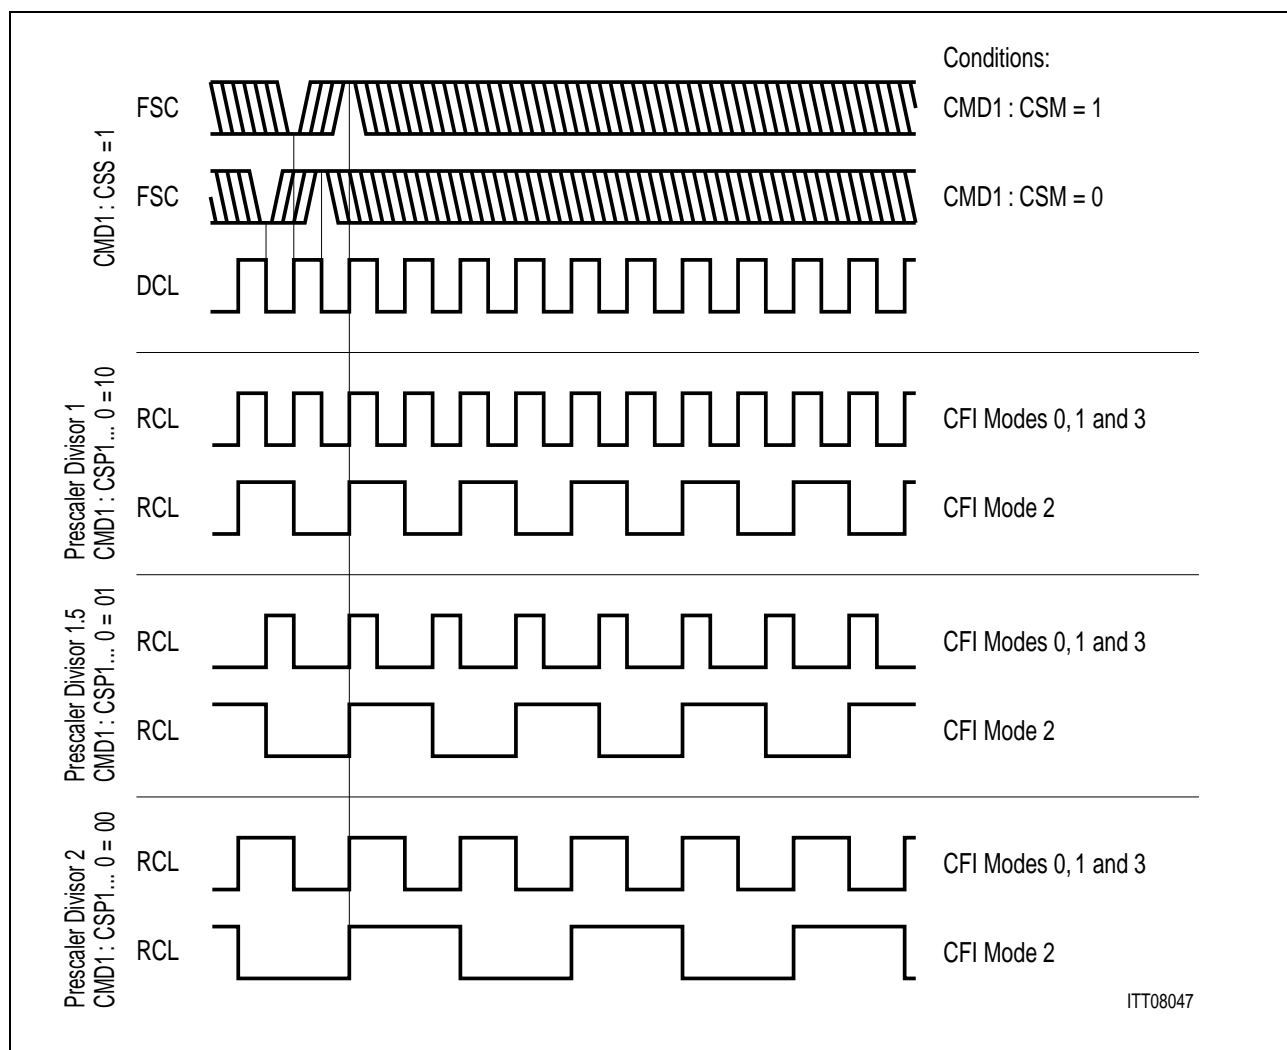 Conditions:
FSC
CMD1 : CSM = 1
CMD1 : CSS = 1
FSC
CMD1 : CSM = 0
DCL
Prescaler Divisor 1
CMD1 : CSP1... 0 = 10
RCL
CFI Modes 0, 1 and 3
RCL
CFI Mode 2
Prescaler Divisor 1.5
CMD1 : CSP1... 0 = 01
RCL
CFI Modes 0, 1 and 3
RCL
CFI Mode 2
Prescaler Divisor 2
CMD1 : CSP1... 0 = 00
RCL
CFI Modes 0, 1 and 3
RCL
CFI Mode 2
ITT08047